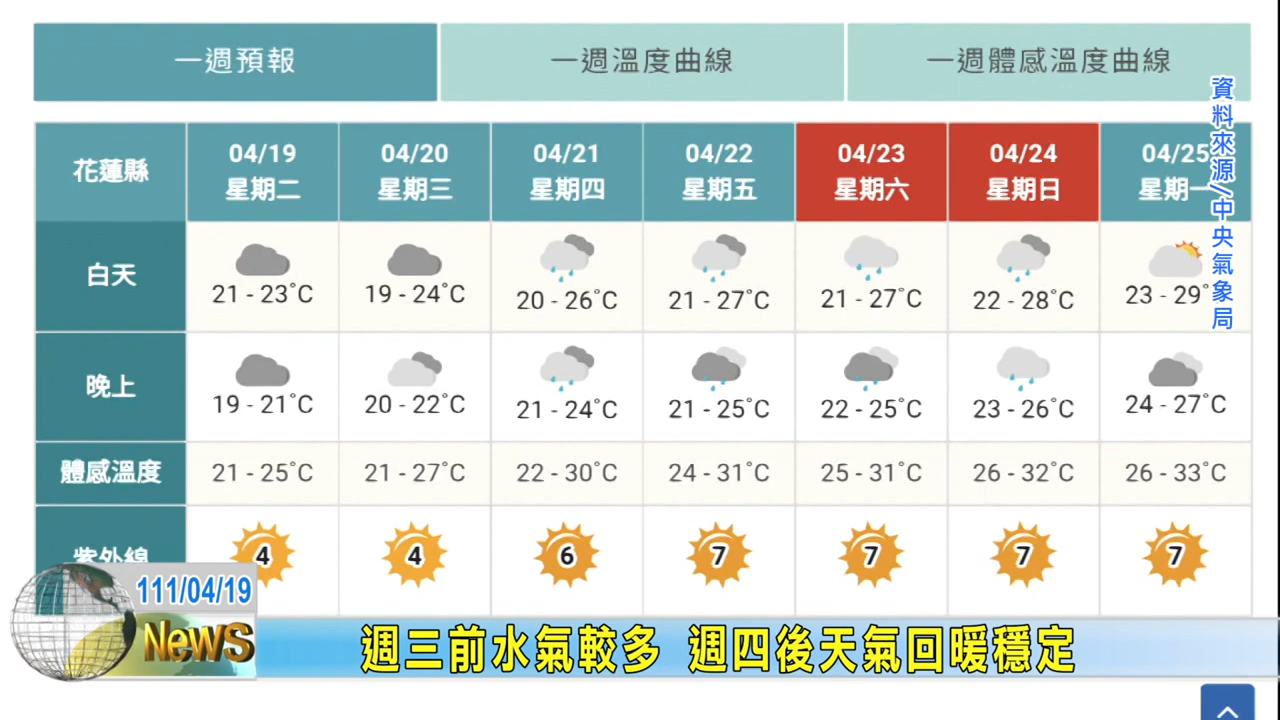 一週預報
一週溫度曲線
一週體感溫度曲線
資料來源/中央氣象局
花蓮縣
04/19
星期二
04/20
星期三
04/21
星期四
04/22
星期五
04/23
星期六
04/24
星期日
04/25
星期一
白天
21 - 23°C
19 - 24°C
20 - 26°C
21 - 27°C
21 - 27°C
22 - 28°C
23 - 29°
晚上
19 - 21°C
20 - 22°C
21 - 24°C
21 - 25°C
22 - 25°C
23 - 26°C
24 - 27°C
體感溫度
21 - 25°C
21 - 27°C
22 - 30°C
24 - 31°C
25 - 31°C
26 - 32°C
26 - 33°C
紫外線
4
4
6
7
7
7
7
111/04/19
NewS
週三前水氣較多 週四後天氣回暖穩定